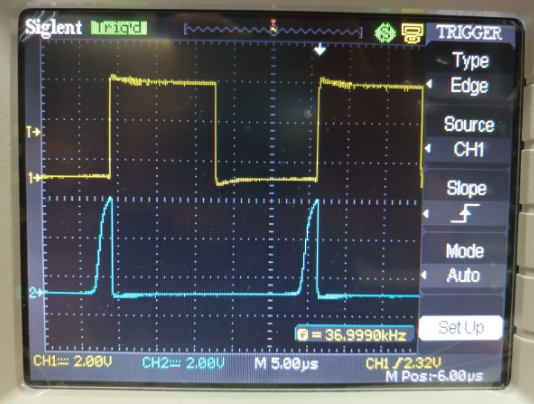 Siglent
TRIGGER
Type
Edge
Source
CH1
Slope
Mode
Auto
Set Up
T
1
2
= 36.9990kHz
CH1 2.00V CH2 2.00V M 5.00µs CH1 2.32V
M Pos:-6.00µs